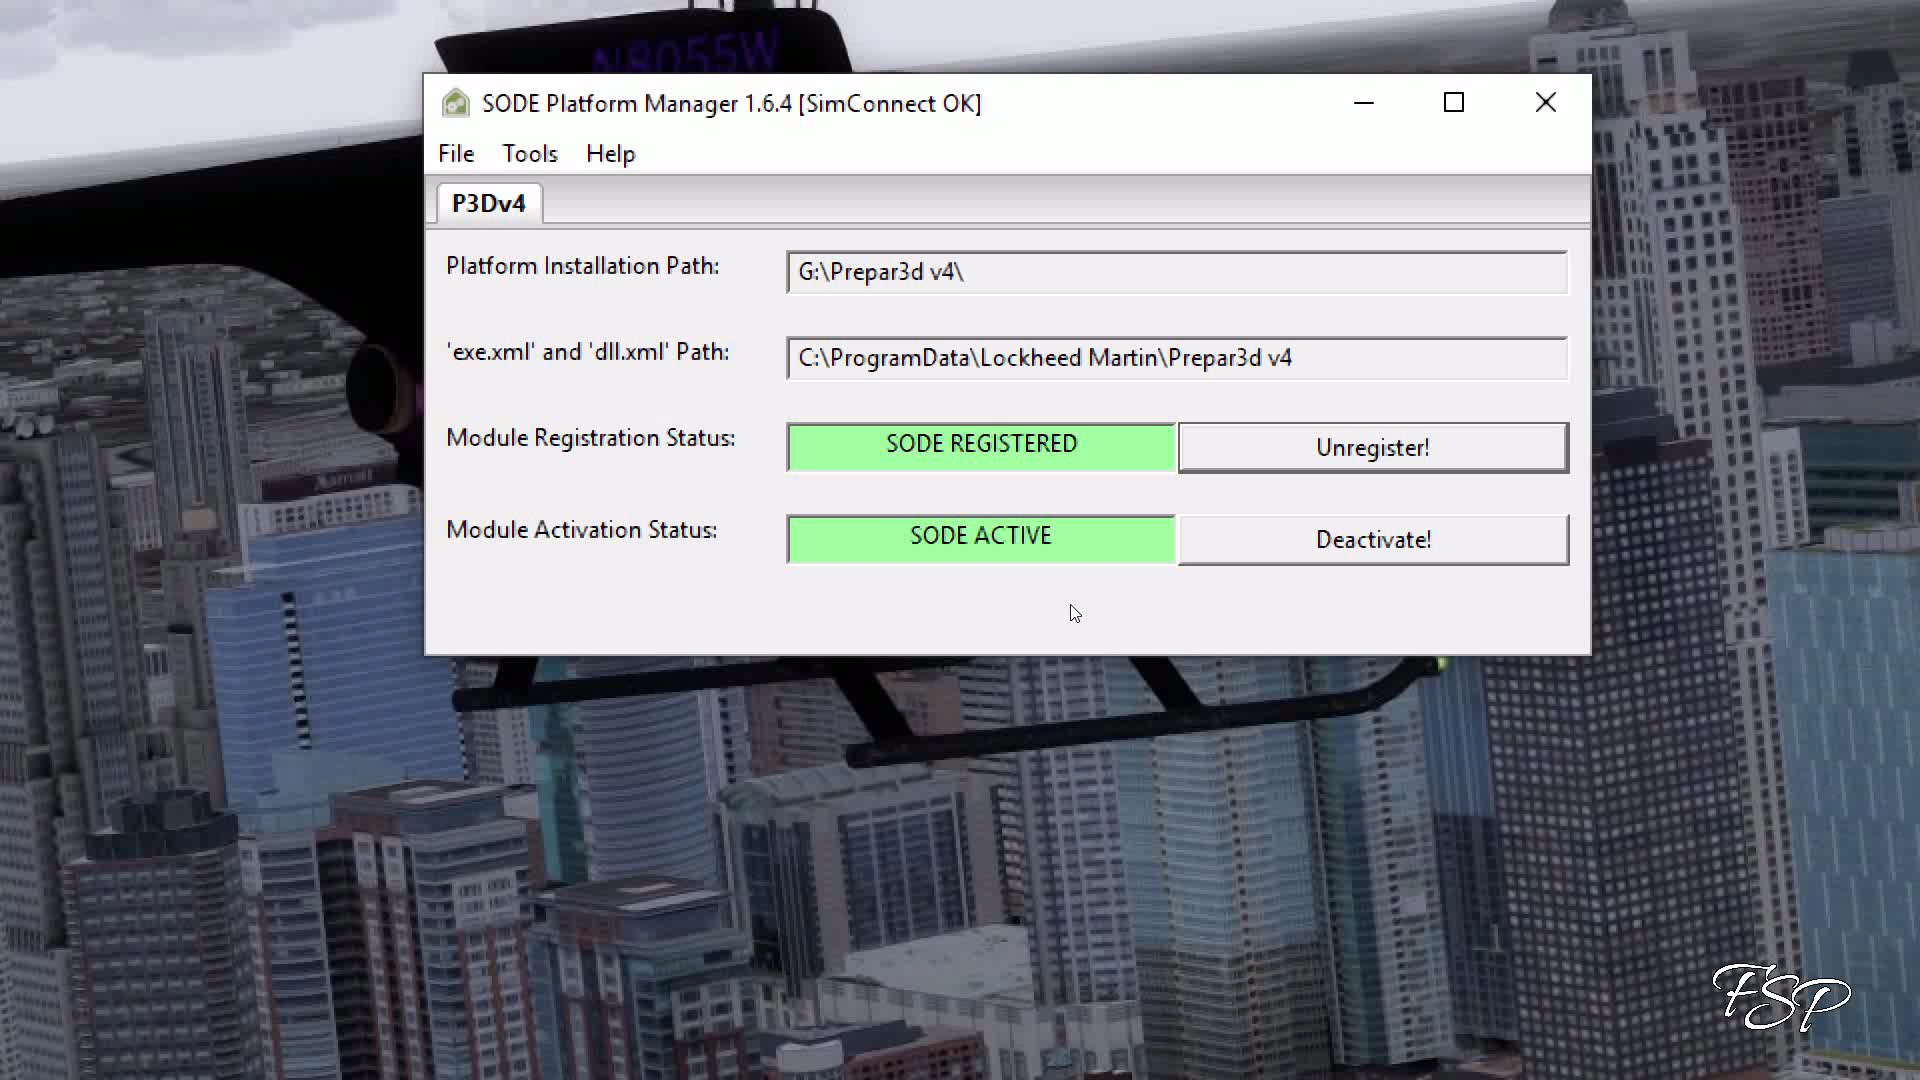 N8055W
SODE Platform Manager 1.6.4 [SimConnect OK]
File Tools Help
P3Dv4
Platform Installation Path: G:\Prepar3d v4\
'exe.xml' and 'dll.xml' Path: C:\ProgramData\Lockheed Martin\Prepar3d v4
Module Registration Status: SODE REGISTERED Unregister!
Module Activation Status: SODE ACTIVE Deactivate!
Marriott
FSP